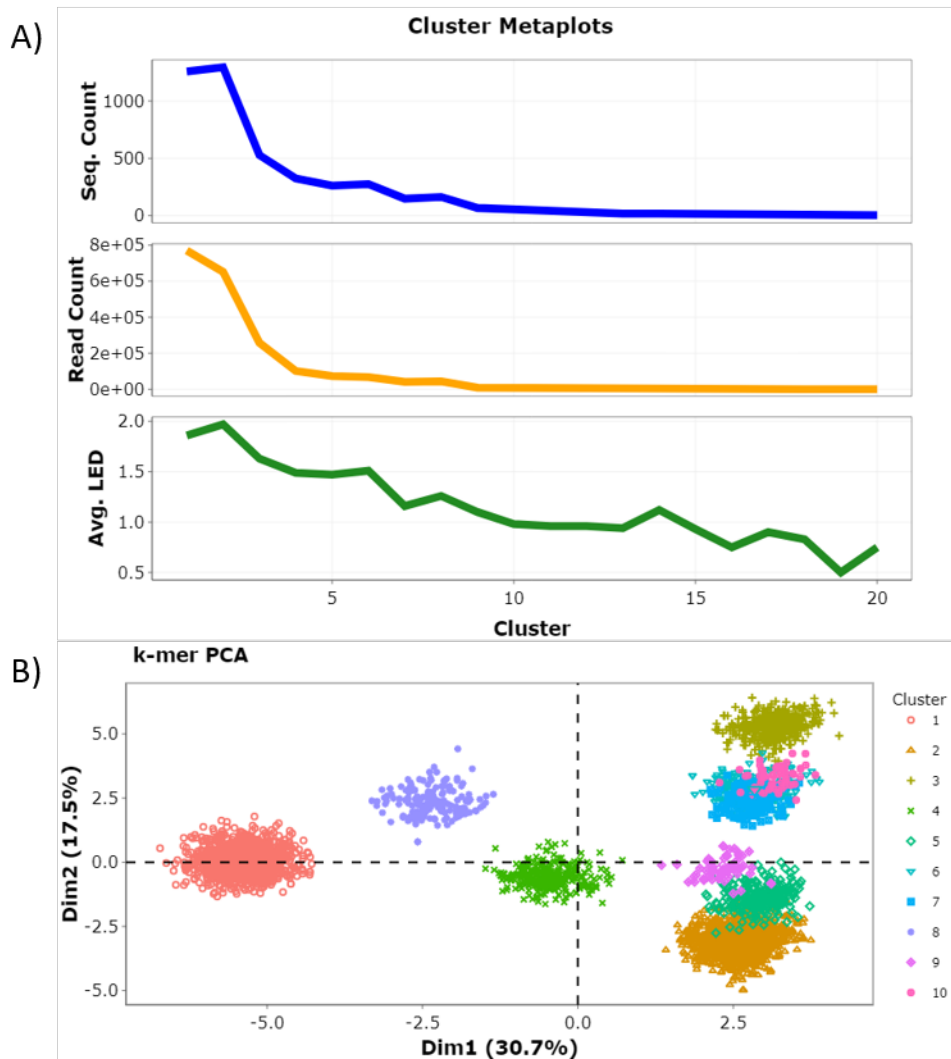 A)
Cluster Metaplots
Seq. Count
1000
500
0
Read Count
8e+05
6e+05
4e+05
2e+05
0e+00
Avg. LED
2.0
1.5
1.0
0.5
5
10
15
20
Cluster
B)
k-mer PCA
Dim2 (17.5%)
5.0
2.5
0.0
-2.5
-5.0
-5.0
-2.5
0.0
2.5
Dim1 (30.7%)
Cluster
1
2
3
4
5
6
7
8
9
10